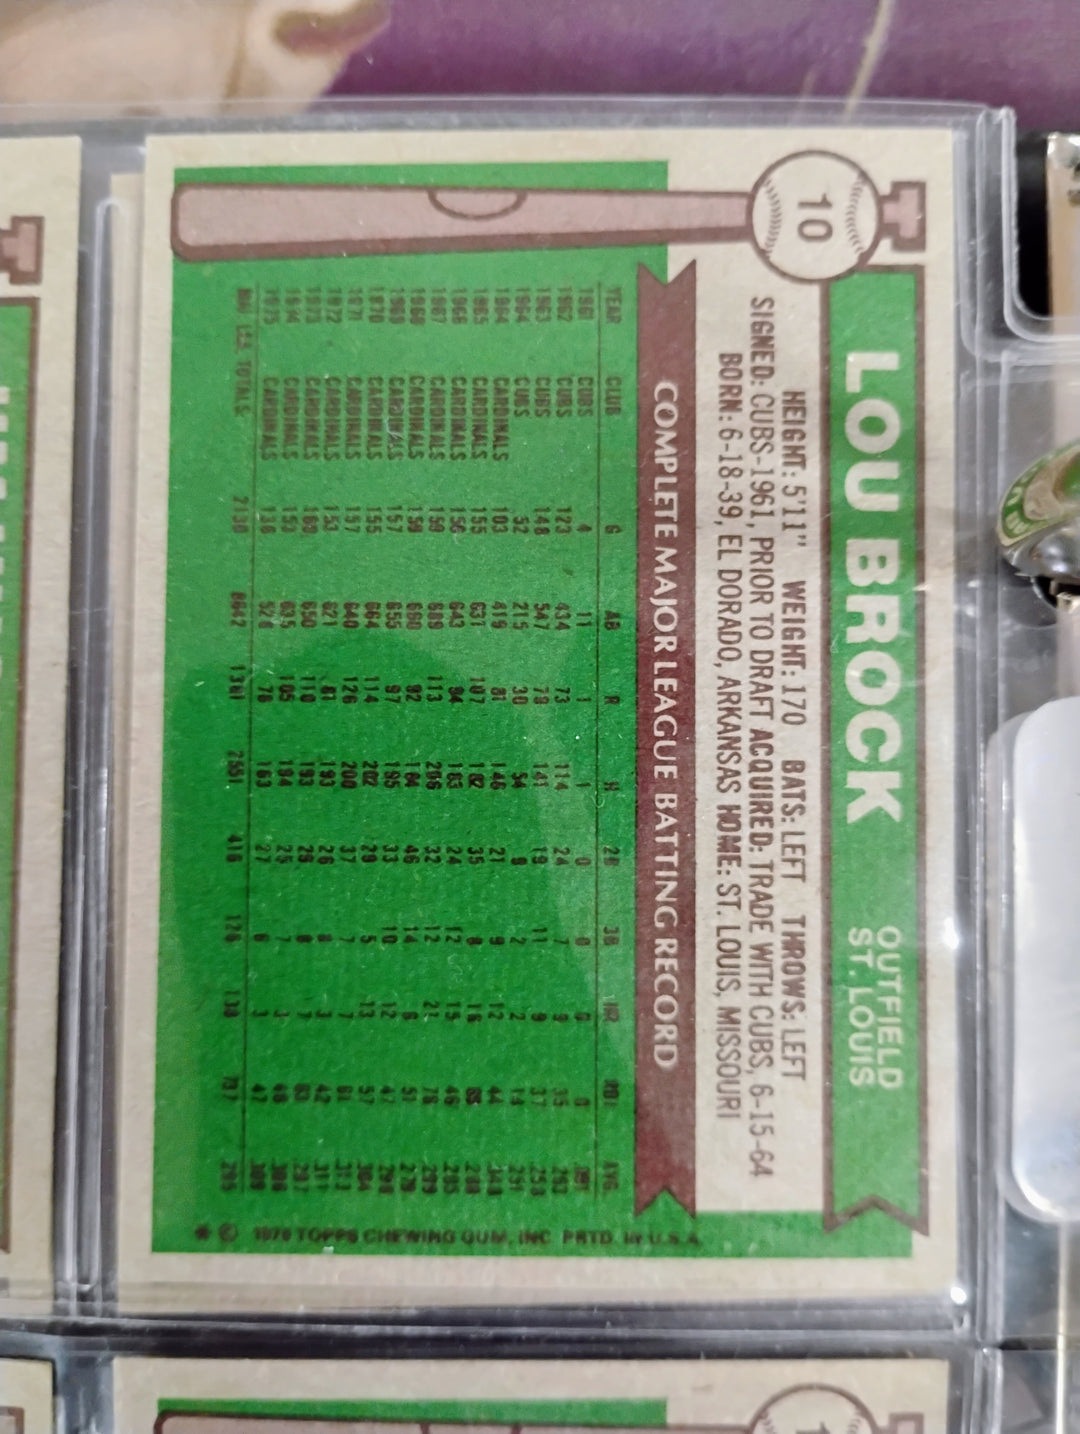 10
LOU BROCK
OUTFIELD
ST. LOUIS
HEIGHT: 5'11" WEIGHT: 170 BATS: LEFT THROWS: LEFT
SIGNED: CUBS-1961, PRIOR TO DRAFT ACQUIRED: TRADE WITH CUBS, 6-15-64
BORN: 6-18-39, EL DORADO, ARKANSAS HOME: ST. LOUIS, MISSOURI
COMPLETE MAJOR LEAGUE BATTING RECORD
YEAR CLUB G AB R H 2B 3B HR RBI AVG.
1961 CUBS 4 11 1 1 0 0 0 0
1962 CUBS 123 434 73 114 24 7 9 35 .263
1963 CUBS 148 547 79 141 19 11 9 37 .258
1964 CUBS 52 215 30 54 9 2 2 14 .251
1964 CARDINALS 103 419 81 146 21 9 12 44 .348
1965 CARDINALS 155 631 107 182 35 8 16 69 .288
1966 CARDINALS 156 643 94 183 24 12 15 46 .285
1967 CARDINALS 159 689 113 206 32 12 21 76 .299
1968 CARDINALS 159 660 92 184 46 14 6 51 .279
1969 CARDINALS 157 655 97 195 33 10 12 47 .298
1970 CARDINALS 155 664 114 202 29 5 13 57 .304
1971 CARDINALS 157 640 126 200 37 7 7 61 .313
1972 CARDINALS 153 621 81 193 26 8 3 42 .311
1973 CARDINALS 160 650 110 193 29 8 7 63 .297
1974 CARDINALS 153 635 105 194 25 7 3 48 .306
1975 CARDINALS 136 528 78 163 27 6 3 47 .309
MAJ. LEA. TOTALS 2130 8642 1381 2551 416 126 138 737 .295
* © 1976 TOPPS CHEWING GUM, INC. PRTD. IN U.S.A.